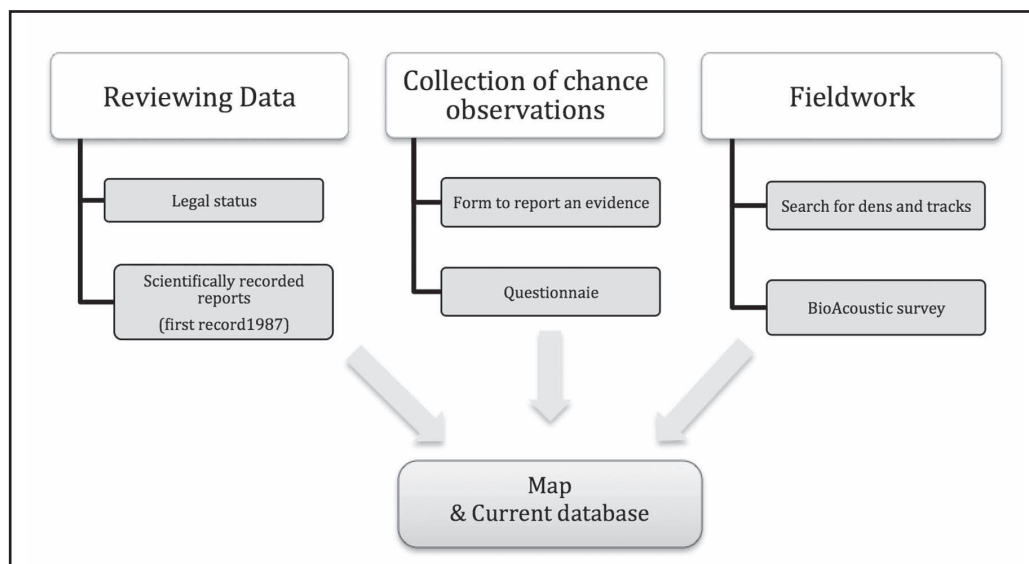 Reviewing Data
Legal status
Scientifically recorded
reports
(first record1987)
Collection of chance
observations
Form to report an evidence
Questionnaie
Fieldwork
Search for dens and tracks
BioAcoustic survey
Map
& Current database